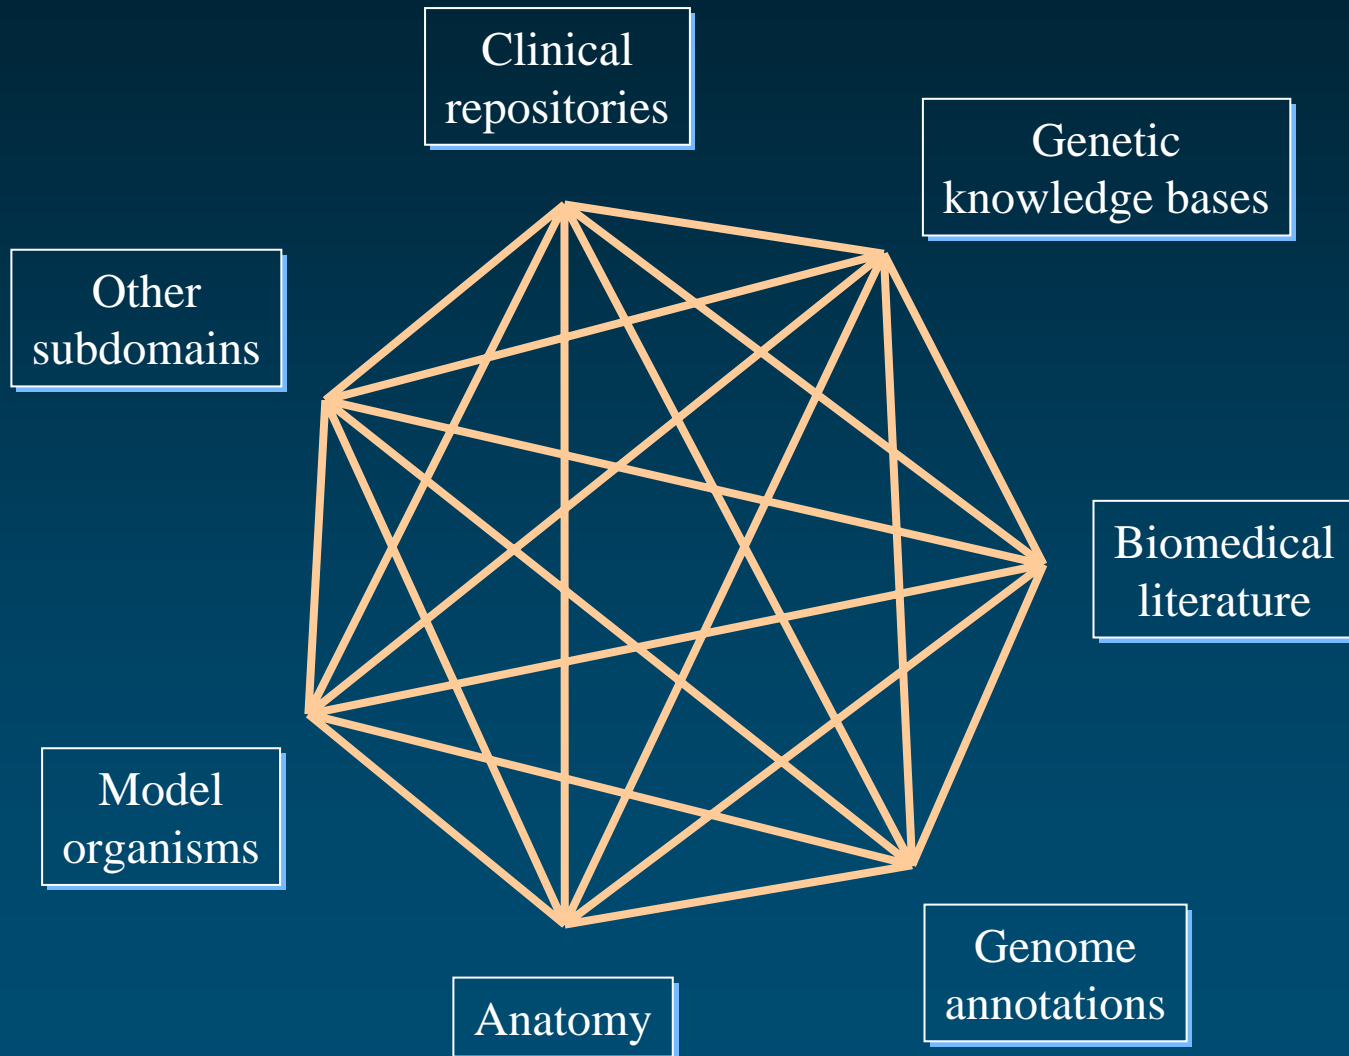 Clinical
repositories
Genetic
knowledge bases
Other
subdomains
Biomedical
literature
Model
organisms
Genome
annotations
Anatomy